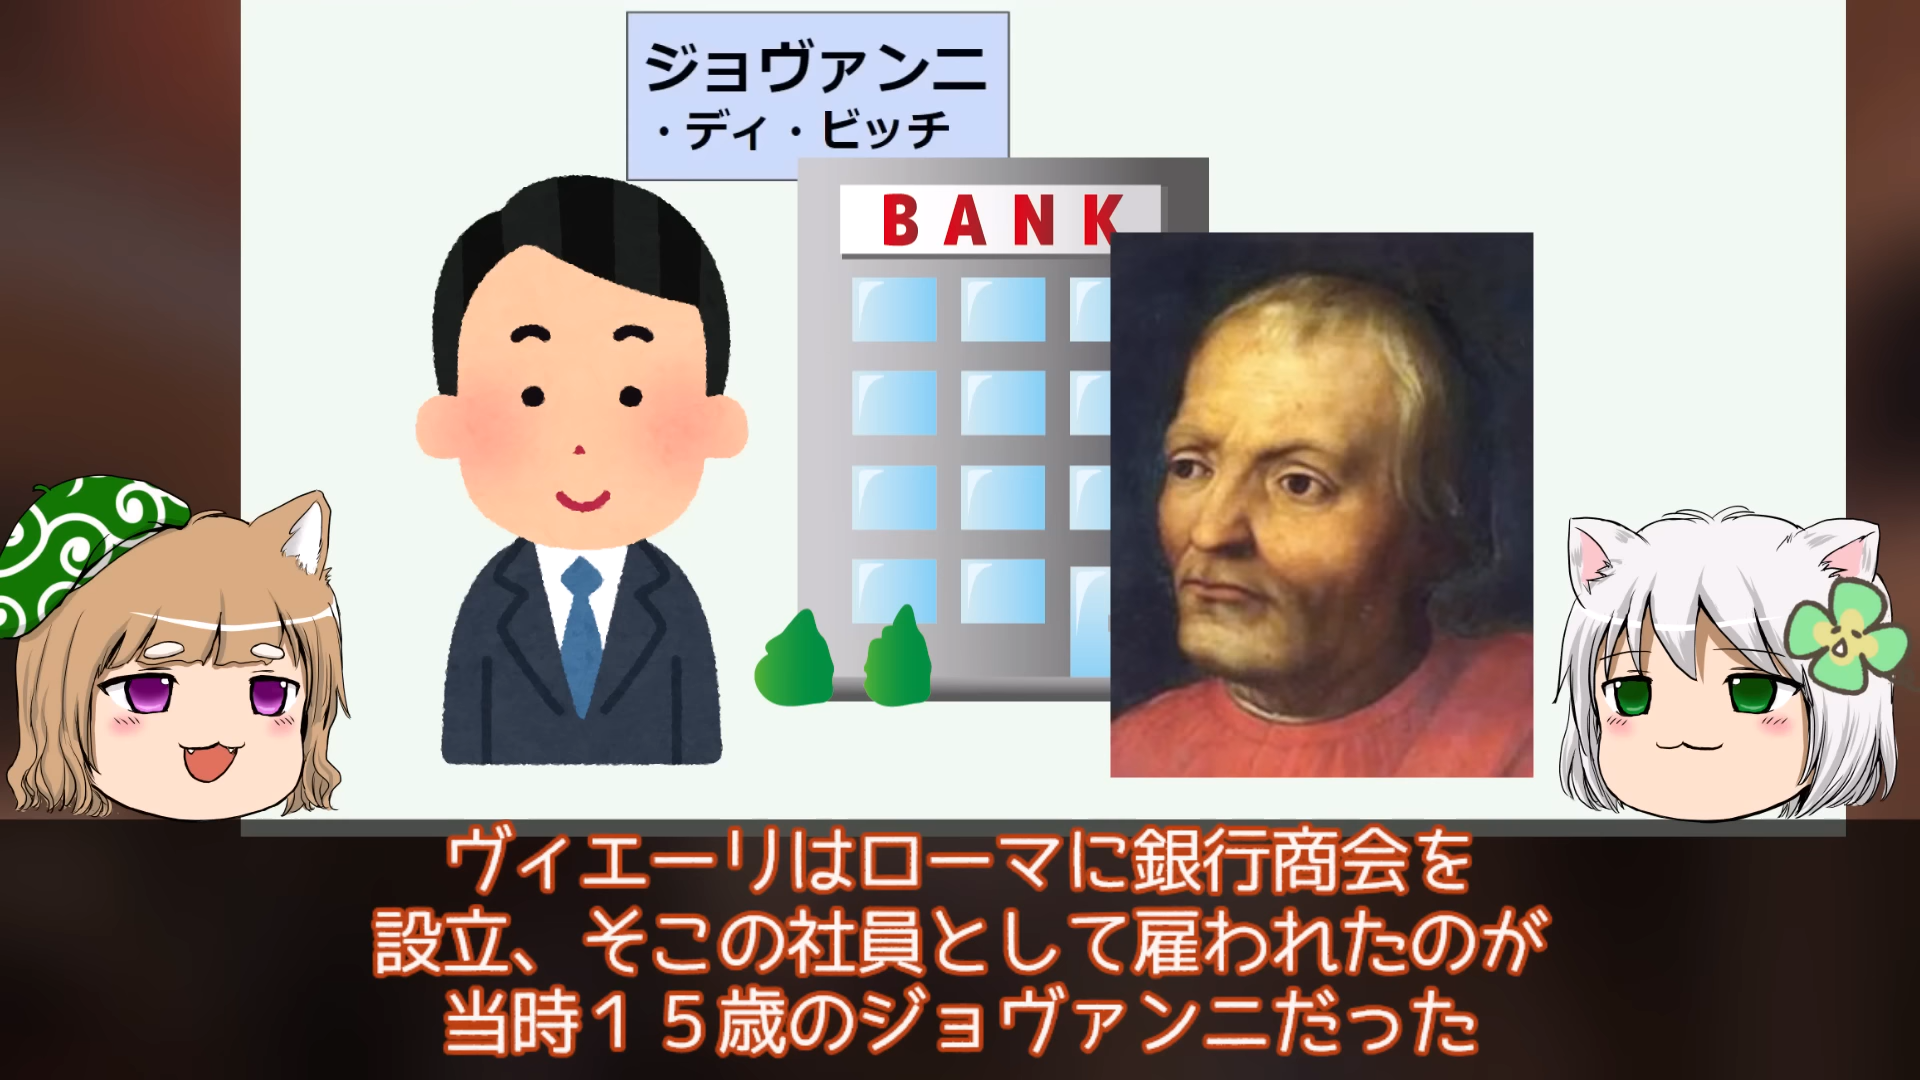 ジョヴァンニ
・ディ・ビッチ
BANK
ヴィエーリはローマに銀行商会を
設立、そこの社員として雇われたのが
当時１５歳のジョヴァンニだった